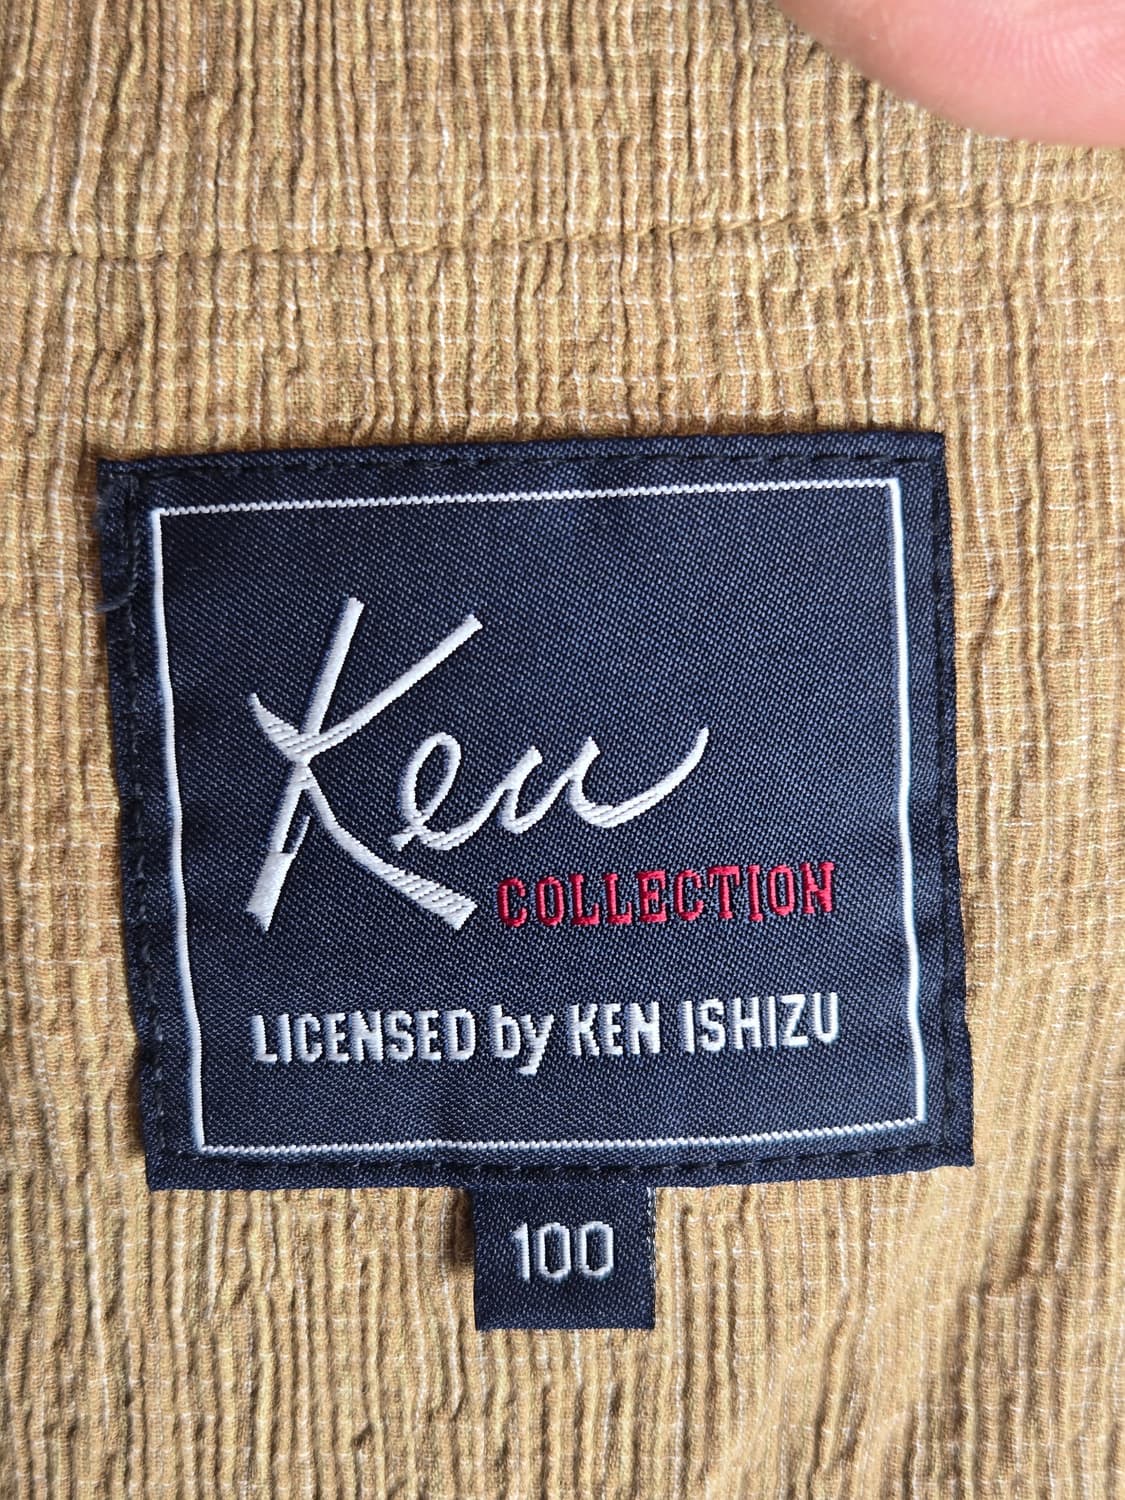 Ken
COLLECTION
LICENSED by KEN ISHIZU
100